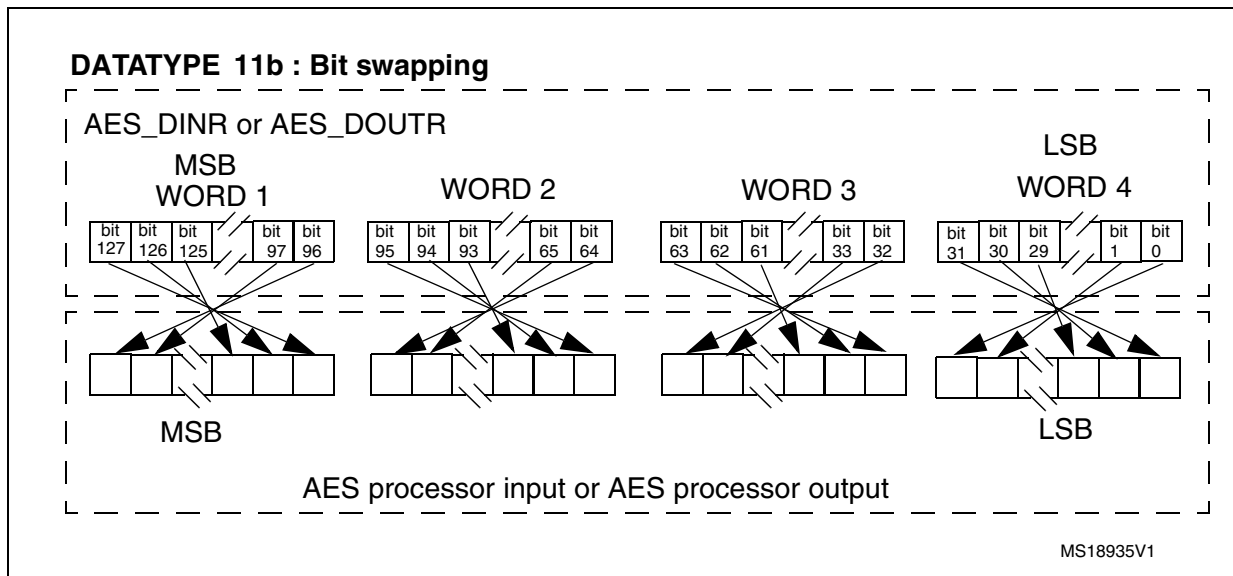 DATATYPE 11b : Bit swapping
AES_DINR or AES_DOUTR
MSB
WORD 1
WORD 2
WORD 3
LSB
WORD 4
bit 127 bit 126 bit 125 bit 97 bit 96
bit 95 bit 94 bit 93 bit 65 bit 64
bit 63 bit 62 bit 61 bit 33 bit 32
bit 31 bit 30 bit 29 bit 1 bit 0
MSB
LSB
AES processor input or AES processor output
MS18935V1